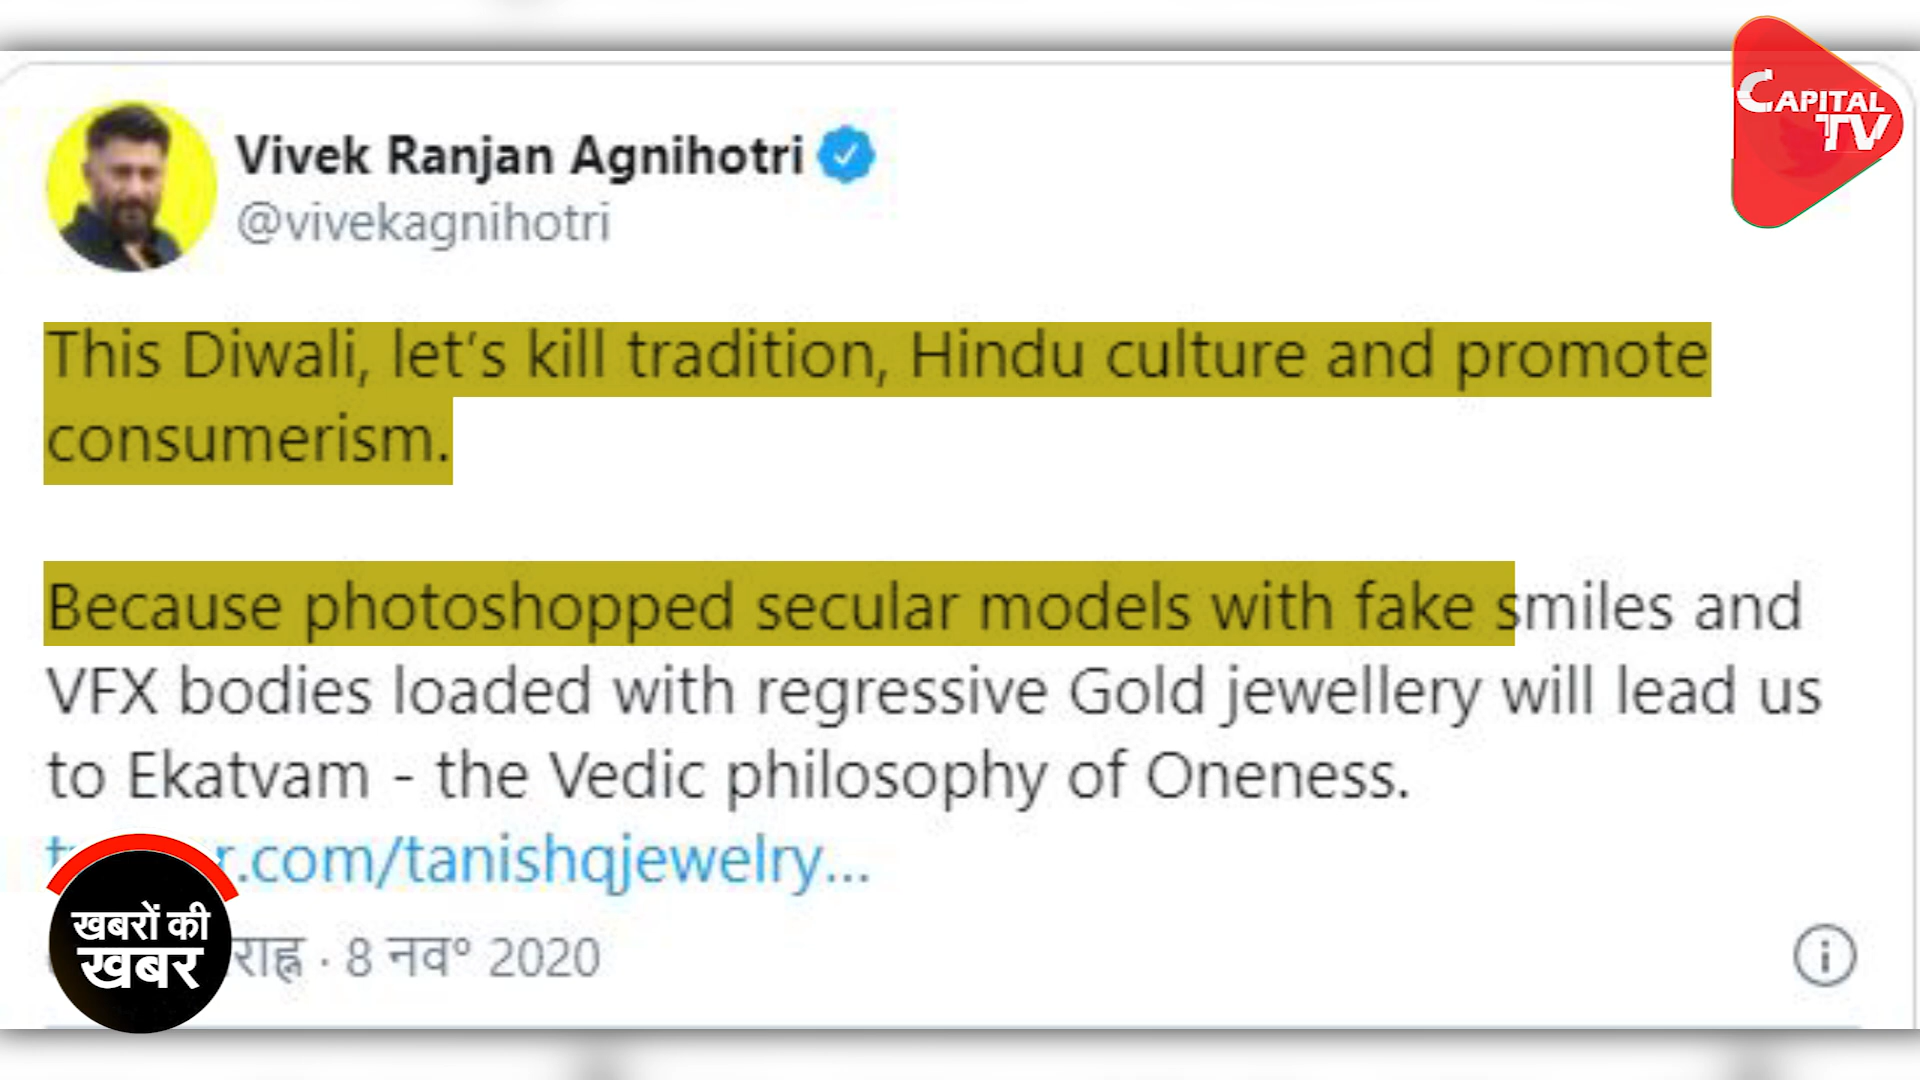 CAPITAL
TV
Vivek Ranjan Agnihotri
@vivekagnihotri
This Diwali, let's kill tradition, Hindu culture and promote
consumerism.
Because photoshopped secular models with fake smiles and
VFX bodies loaded with regressive Gold jewellery will lead us
to Ekatvam - the Vedic philosophy of Oneness.
r.com/tanishqjewelry...
· 8 नव° 2020
खबरों की
खबर